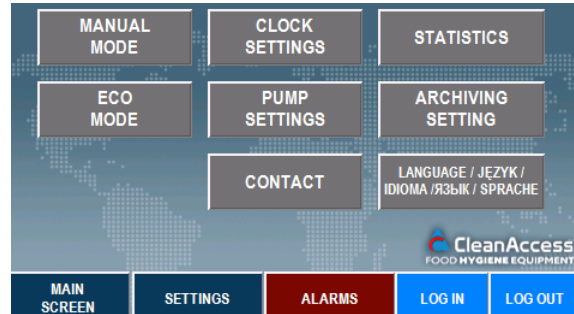 MANUAL
MODE
CLOCK
SETTINGS
STATISTICS
ECO
MODE
PUMP
SETTINGS
ARCHIVING
SETTING
CONTACT
LANGUAGE / JĘZYK /
IDIOMA /ЯЗЫК / SPRACHE
CleanAccess
FOOD HYGIENE EQUIPMENT
MAIN
SCREEN
SETTINGS
ALARMS
LOG IN
LOG OUT